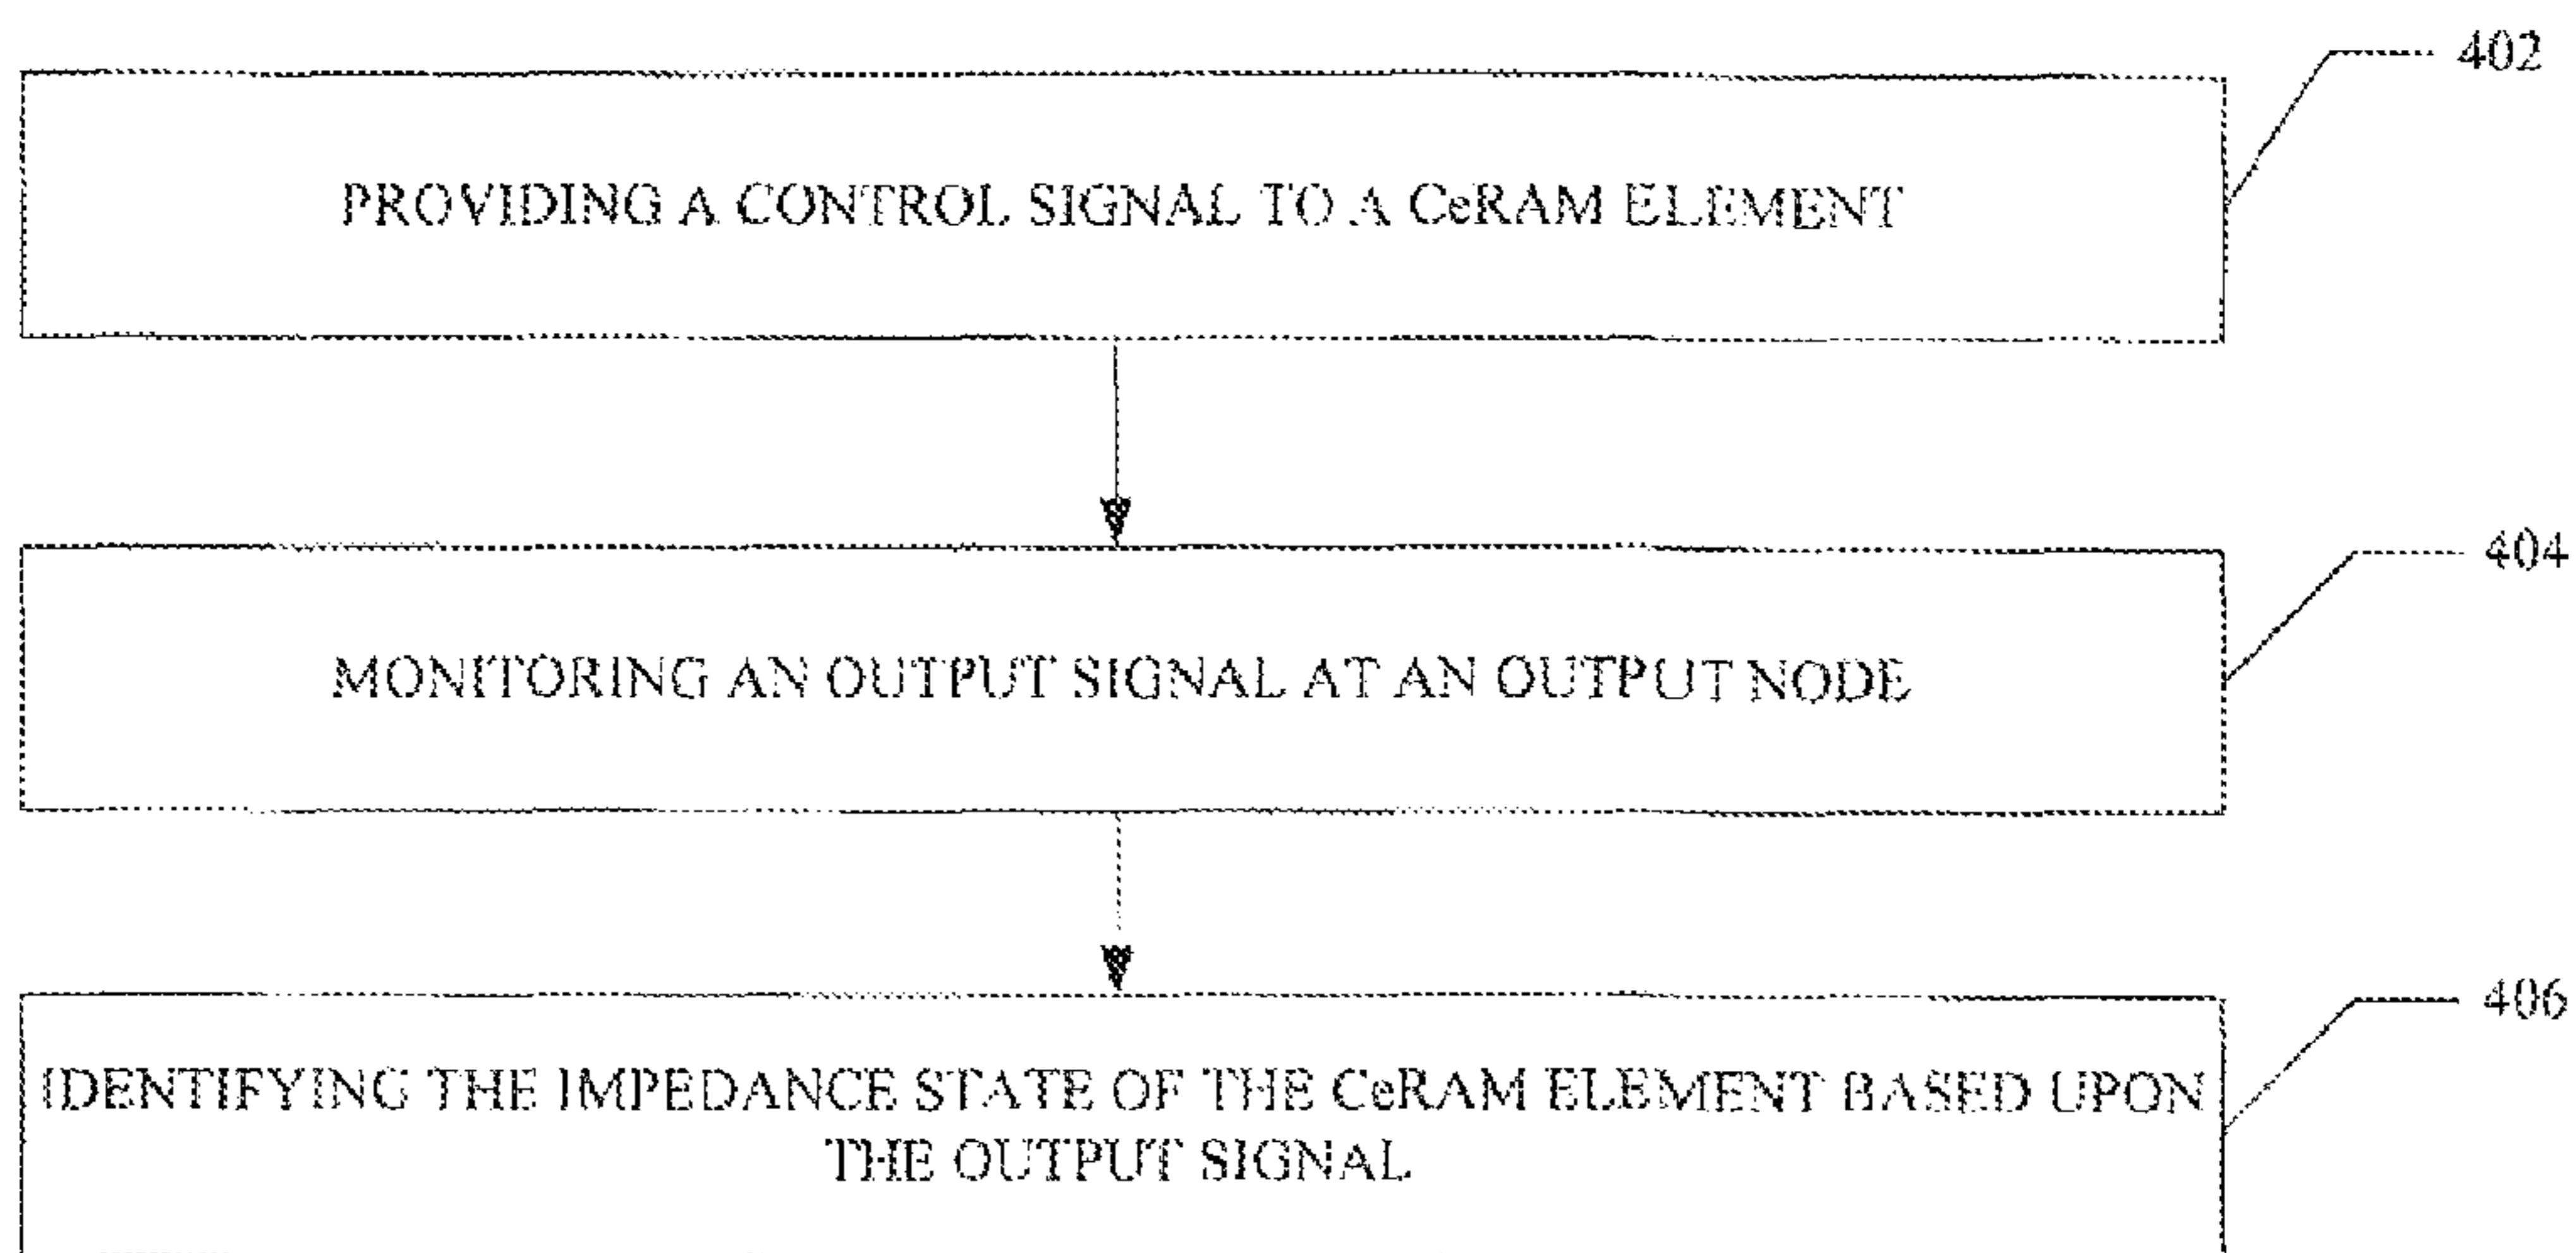 402
PROVIDING A CONTROL SIGNAL TO A CeRAM ELEMENT
404
MONITORING AN OUTPUT SIGNAL AT AN OUTPUT NODE
406
IDENTIFYING THE IMPEDANCE STATE OF THE CeRAM ELEMENT BASED UPON
THE OUTPUT SIGNAL